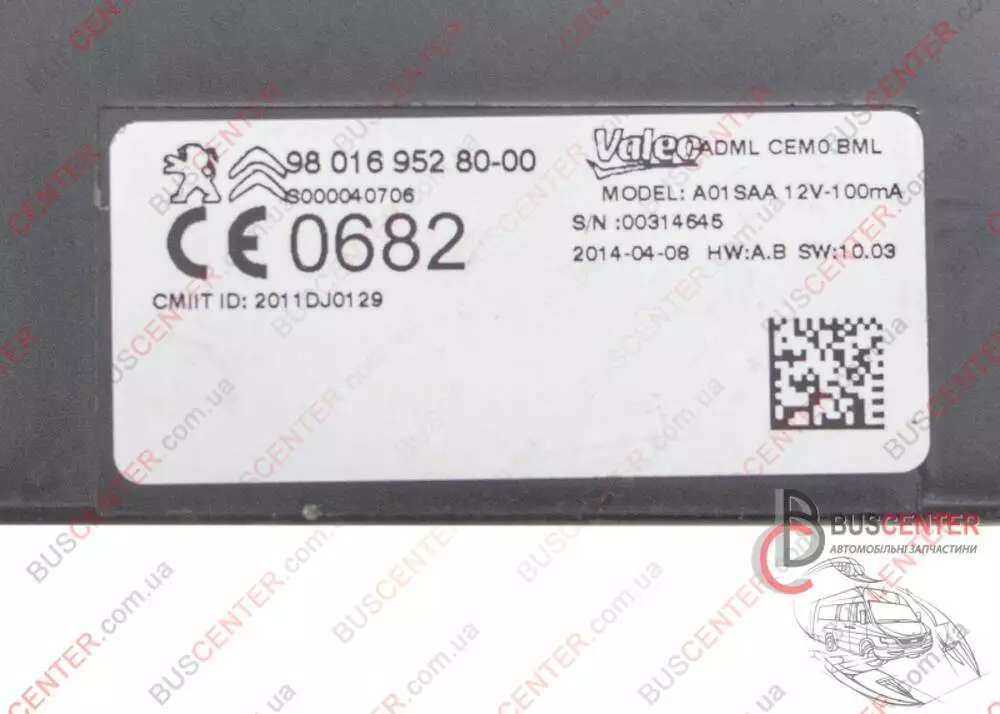 98 016 952 80-00
S000040706
CE 0682
CMIIT ID: 2011DJ0129
Valeo ADML CEM0 BML
MODEL: A01SAA 12V-100mA
S/N :00314645
2014-04-08 HW:A.B SW:10.03
BUSCENTER
АВТОМОБІЛЬНІ ЗАПЧАСТИНИ
BUSCENTER.com.ua